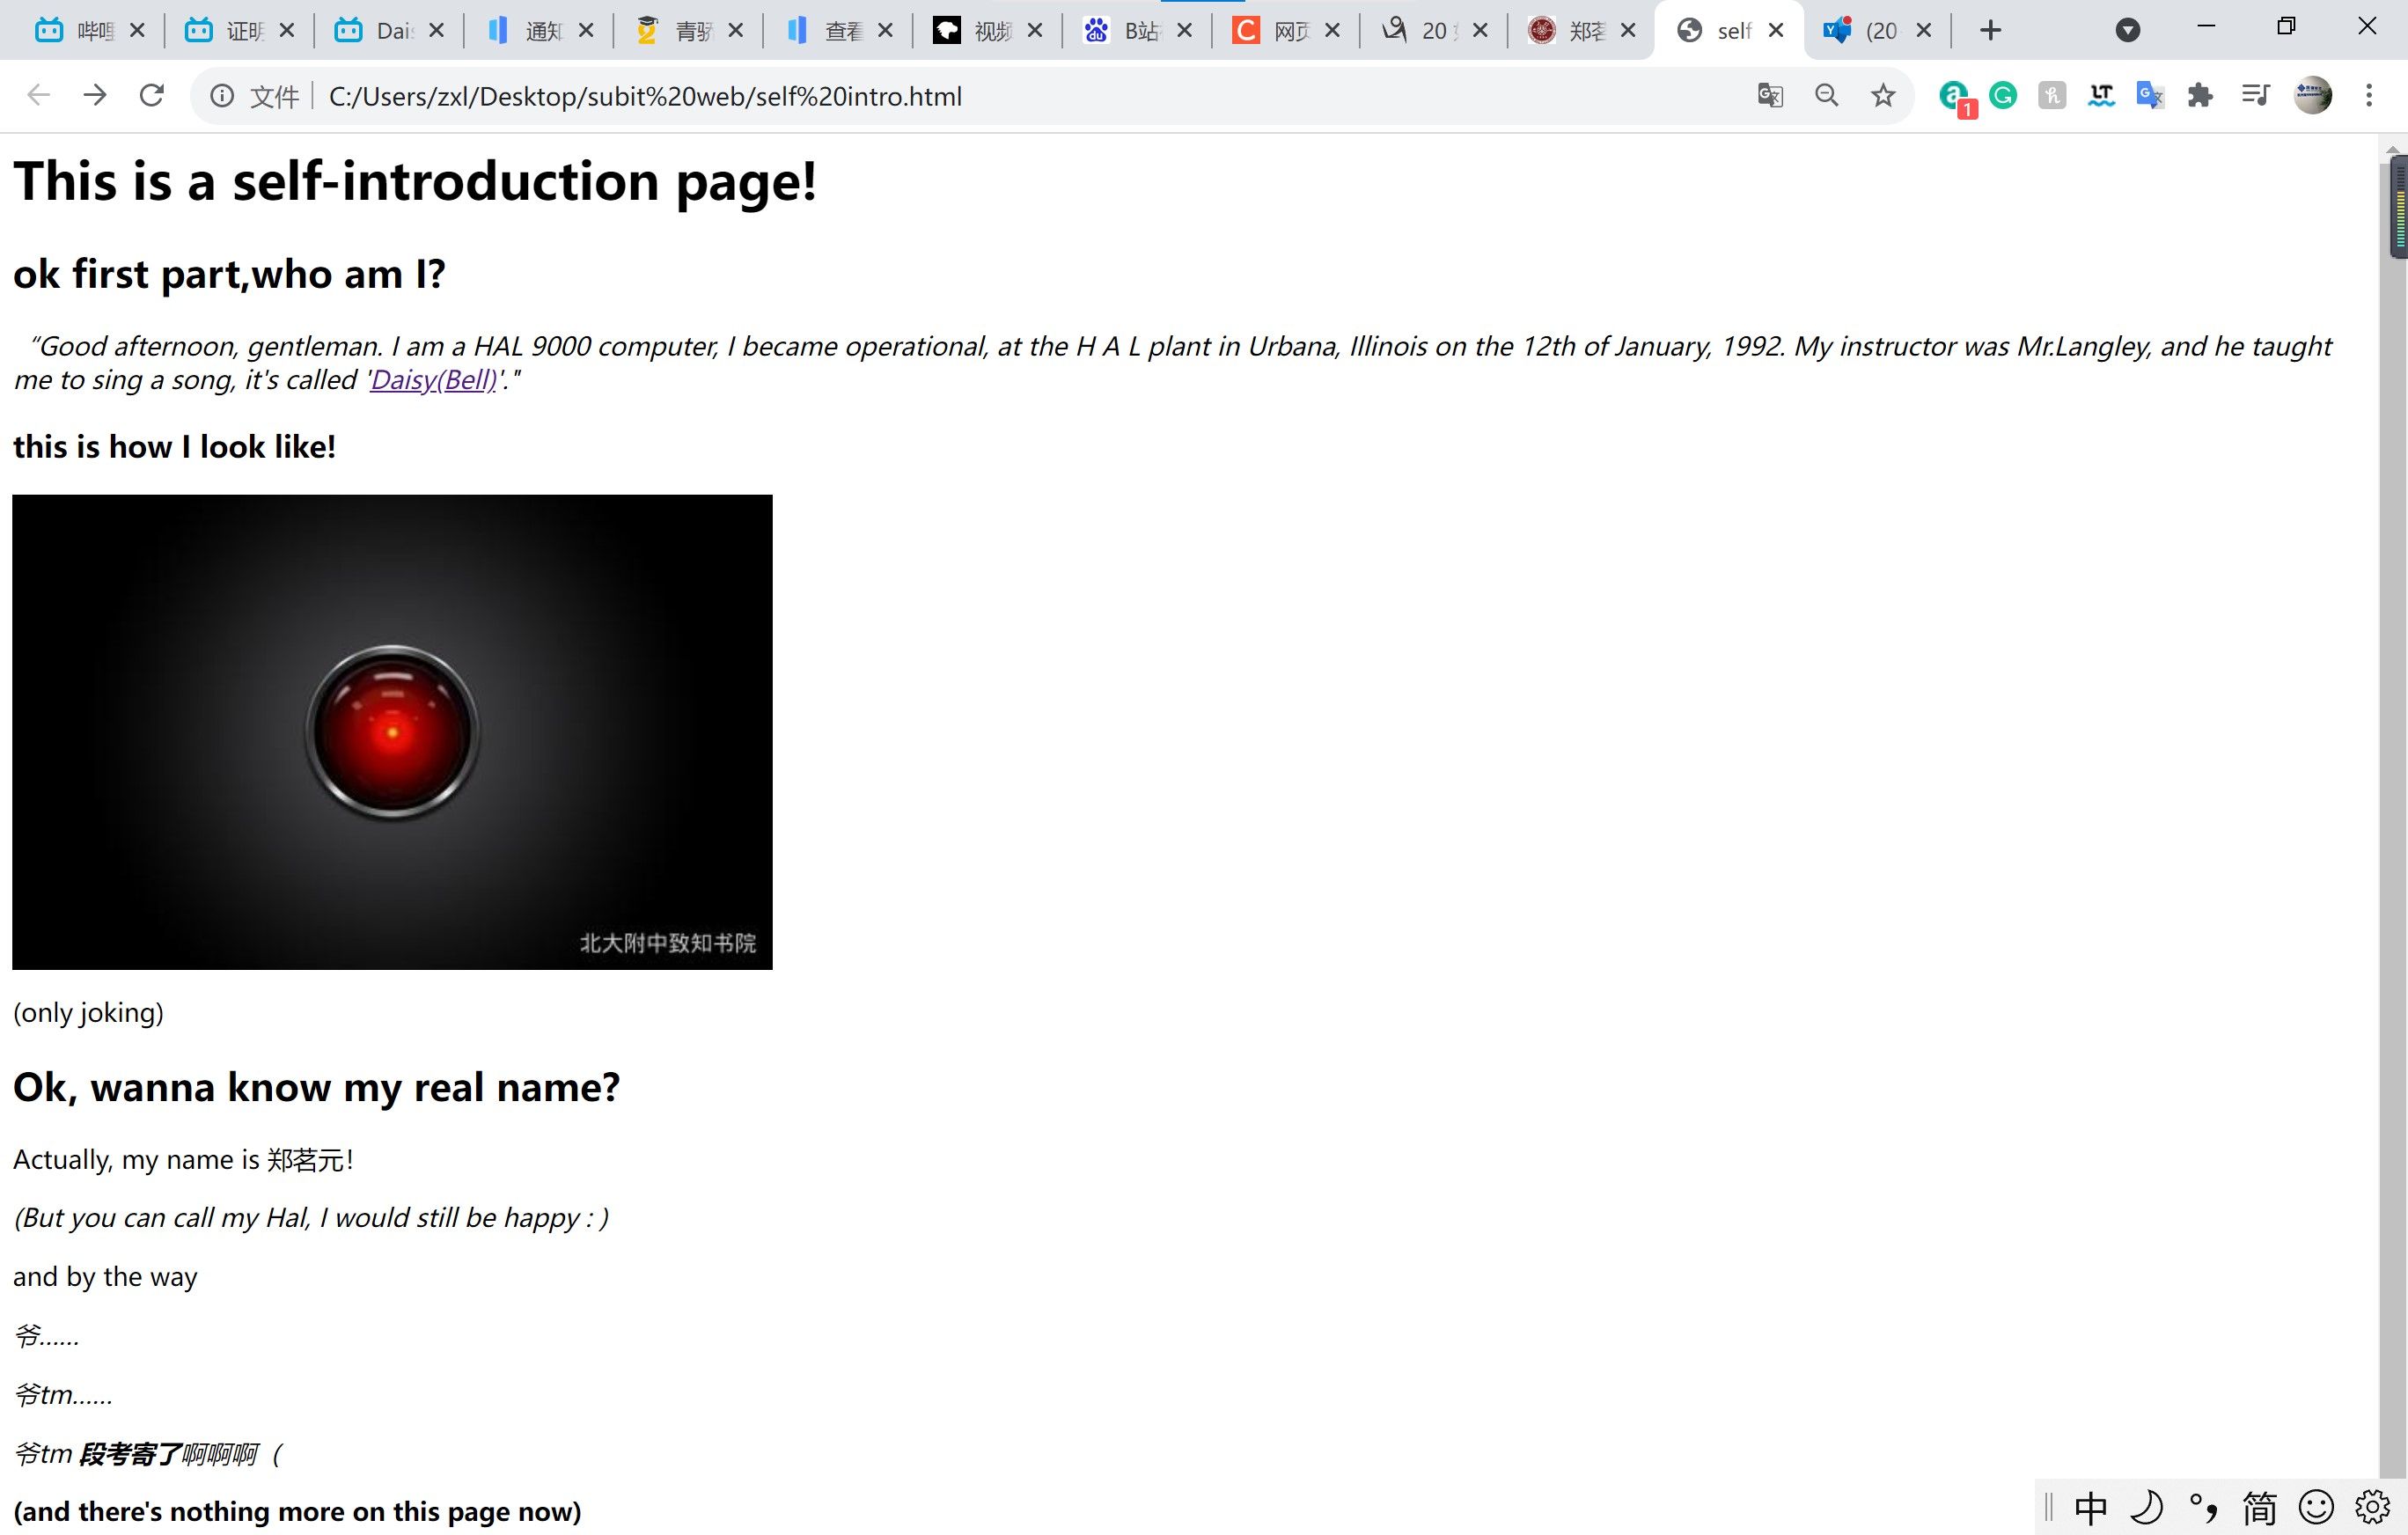 哔哩
证明
Dais
通知
青骄
查看
视频
B站
网页
20
郑茗
self
(20
文件 C:/Users/zxl/Desktop/subit%20web/self%20intro.html
1
This is a self-introduction page!
ok first part,who am I?
“Good afternoon, gentleman. I am a HAL 9000 computer, I became operational, at the H A L plant in Urbana, Illinois on the 12th of January, 1992. My instructor was Mr.Langley, and he taught
me to sing a song, it's called 'Daisy(Bell)'."
this is how I look like!
北大附中致知书院
(only joking)
Ok, wanna know my real name?
Actually, my name is 郑茗元!
(But you can call my Hal, I would still be happy : )
and by the way
爷......
爷tm......
爷tm 段考寄了啊啊啊（
(and there's nothing more on this page now)
中 简